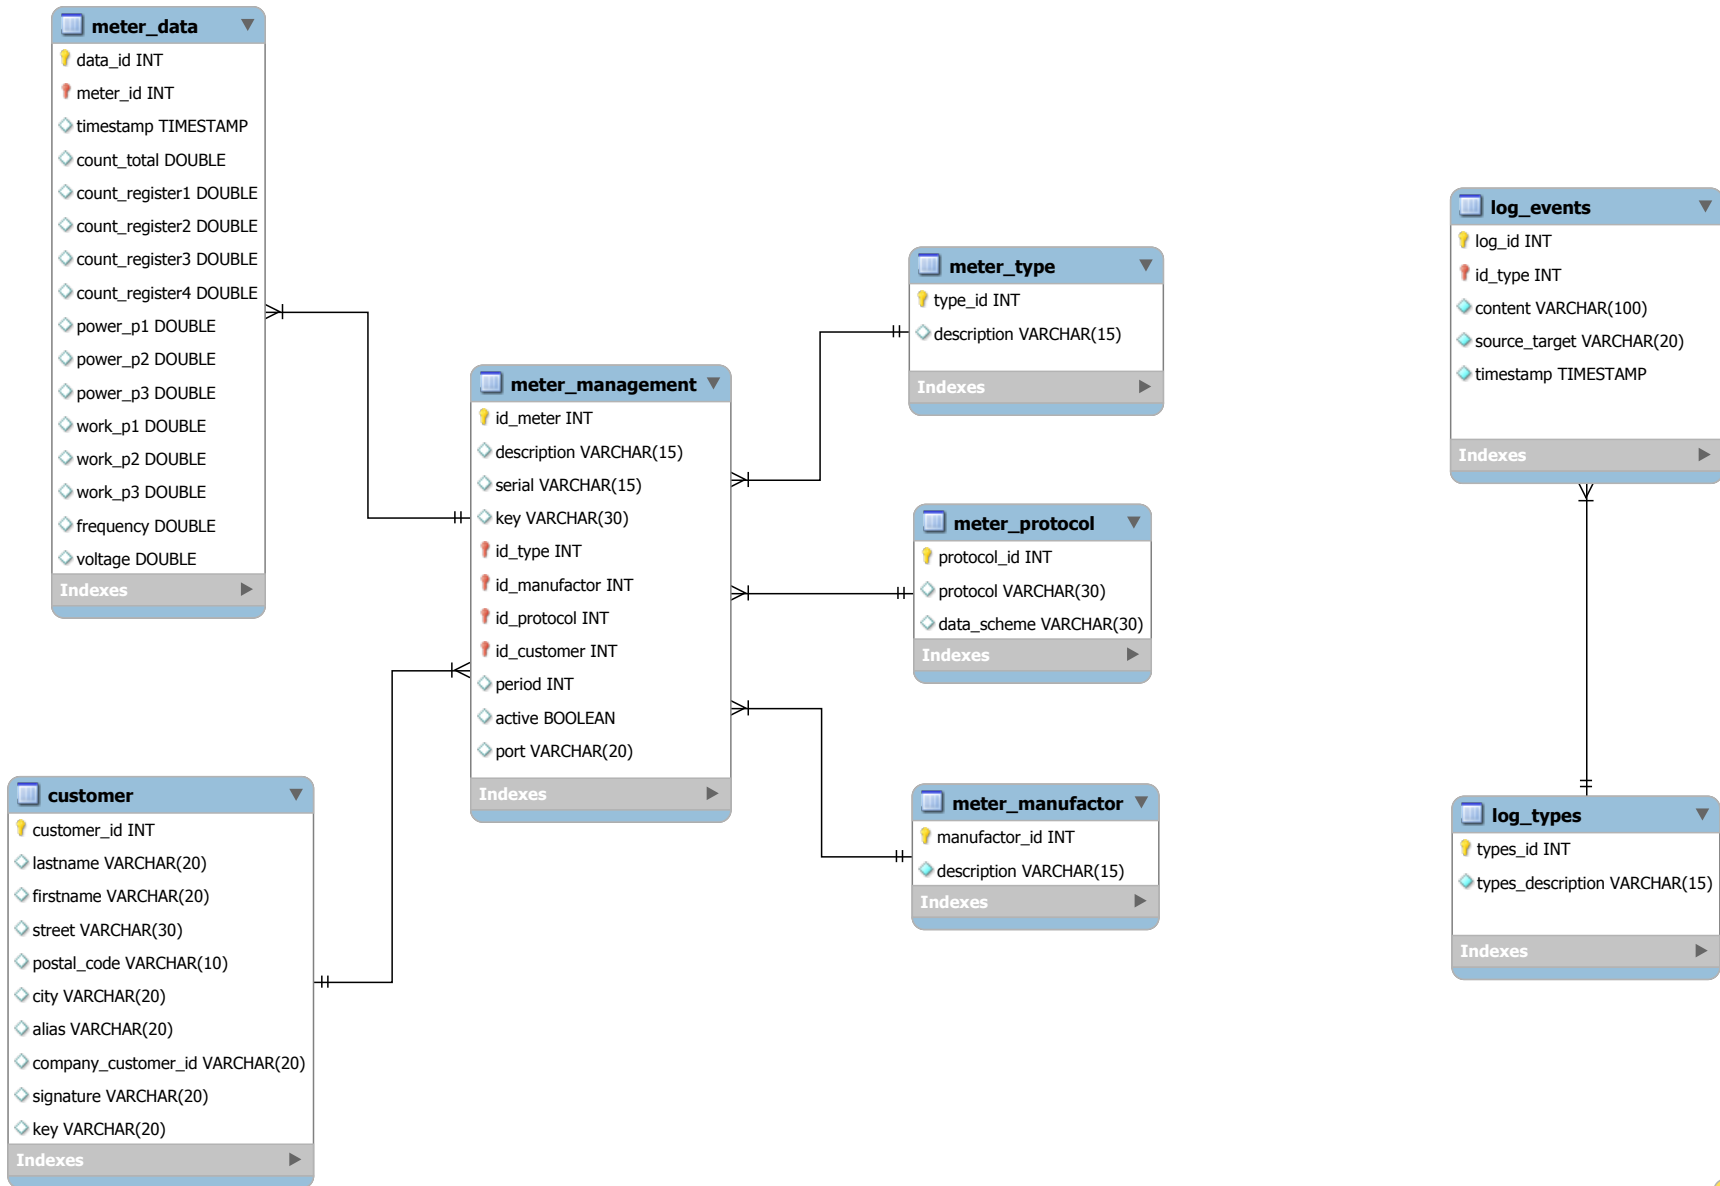 meter_data
data_id INT
meter_id INT
timestamp TIMESTAMP
count_total DOUBLE
count_register1 DOUBLE
count_register2 DOUBLE
count_register3 DOUBLE
count_register4 DOUBLE
power_p1 DOUBLE
power_p2 DOUBLE
power_p3 DOUBLE
work_p1 DOUBLE
work_p2 DOUBLE
work_p3 DOUBLE
frequency DOUBLE
voltage DOUBLE
Indexes
customer
customer_id INT
lastname VARCHAR(20)
firstname VARCHAR(20)
street VARCHAR(30)
postal_code VARCHAR(10)
city VARCHAR(20)
alias VARCHAR(20)
company_customer_id VARCHAR(20)
signature VARCHAR(20)
key VARCHAR(20)
Indexes
meter_management
id_meter INT
description VARCHAR(15)
serial VARCHAR(15)
key VARCHAR(30)
id_type INT
id_manufactor INT
id_protocol INT
id_customer INT
period INT
active BOOLEAN
port VARCHAR(20)
Indexes
meter_type
type_id INT
description VARCHAR(15)
Indexes
meter_protocol
protocol_id INT
protocol VARCHAR(30)
data_scheme VARCHAR(30)
Indexes
meter_manufactor
manufactor_id INT
description VARCHAR(15)
Indexes
log_events
log_id INT
id_type INT
content VARCHAR(100)
source_target VARCHAR(20)
timestamp TIMESTAMP
Indexes
log_types
types_id INT
types_description VARCHAR(15)
Indexes